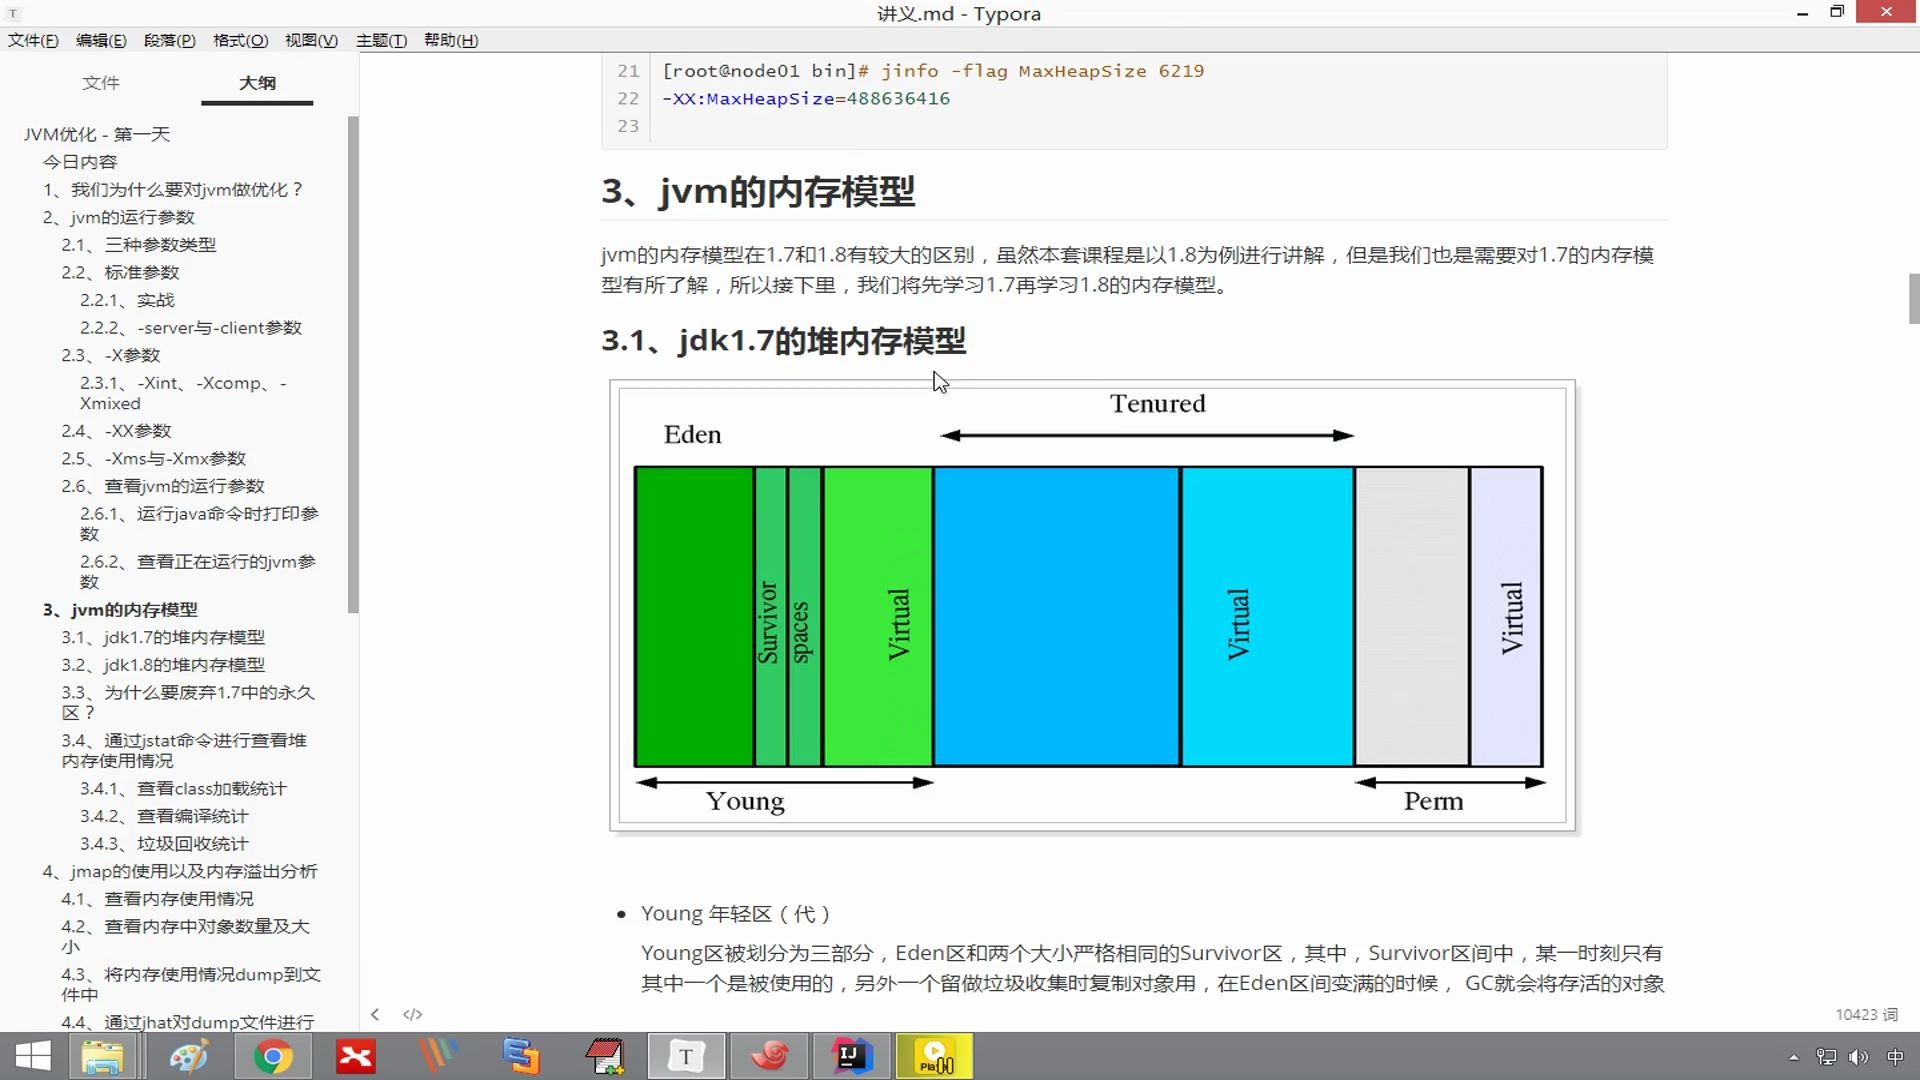 讲义.md - Typora
文件(F) 编辑(E) 段落(P) 格式(O) 视图(V) 主题(T) 帮助(H)
文件 大纲
JVM优化 - 第一天
今日内容
1、我们为什么要对jvm做优化？
2、jvm的运行参数
2.1、三种参数类型
2.2、标准参数
2.2.1、实战
2.2.2、-server与-client参数
2.3、-X参数
2.3.1、-Xint、-Xcomp、-
Xmixed
2.4、-XX参数
2.5、-Xms与-Xmx参数
2.6、查看jvm的运行参数
2.6.1、运行java命令时打印参
数
2.6.2、查看正在运行的jvm参
数
3、jvm的内存模型
3.1、jdk1.7的堆内存模型
3.2、jdk1.8的堆内存模型
3.3、为什么要废弃1.7中的永久
区？
3.4、通过jstat命令进行查看堆
内存使用情况
3.4.1、查看class加载统计
3.4.2、查看编译统计
3.4.3、垃圾回收统计
4、jmap的使用以及内存溢出分析
4.1、查看内存使用情况
4.2、查看内存中对象数量及大
小
4.3、将内存使用情况dump到文
件中
4.4、通过jhat对dump文件进行
21 [root@node01 bin]# jinfo -flag MaxHeapSize 6219
22 -XX:MaxHeapSize=488636416
23
3、jvm的内存模型
jvm的内存模型在1.7和1.8有较大的区别，虽然本套课程是以1.8为例进行讲解，但是我们也是需要对1.7的内存模
型有所了解，所以接下里，我们将先学习1.7再学习1.8的内存模型。
3.1、jdk1.7的堆内存模型
Tenured
Eden
Survivor
spaces
Virtual
Virtual
Virtual
Young
Perm
• Young 年轻区（代）
Young区被划分为三部分，Eden区和两个大小严格相同的Survivor区，其中，Survivor区间中，某一时刻只有
其中一个是被使用的，另外一个留做垃圾收集时复制对象用，在Eden区间变满的时候， GC就会将存活的对象
10423 词
中